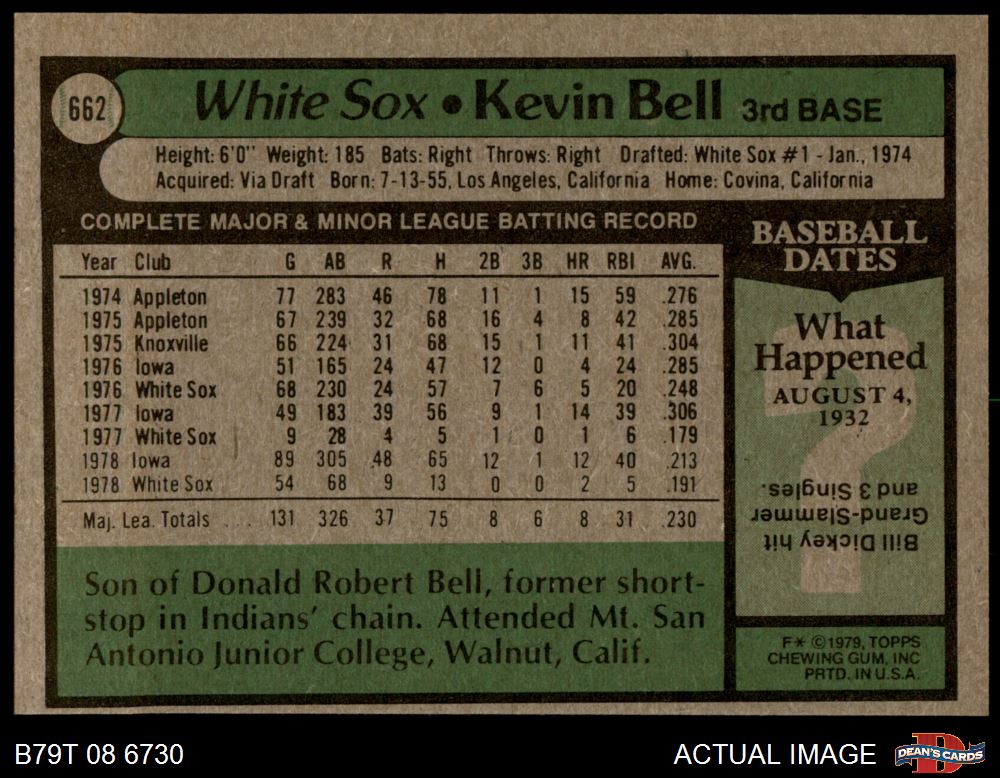 662
White Sox • Kevin Bell 3rd BASE
Height: 6'0" Weight: 185 Bats: Right Throws: Right Drafted: White Sox #1 - Jan., 1974
Acquired: Via Draft Born: 7-13-55, Los Angeles, California Home: Covina, California
COMPLETE MAJOR & MINOR LEAGUE BATTING RECORD
Year Club G AB R H 2B 3B HR RBI AVG.
1974 Appleton 77 283 46 78 11 1 15 59 .276
1975 Appleton 67 239 32 68 16 4 8 42 .285
1975 Knoxville 66 224 31 68 15 1 11 41 .304
1976 Iowa 51 165 24 47 12 0 4 24 .285
1976 White Sox 68 230 24 57 7 6 5 20 .248
1977 Iowa 49 183 39 56 9 1 14 39 .306
1977 White Sox 9 28 4 5 1 0 1 6 .179
1978 Iowa 89 305 48 65 12 1 12 40 .213
1978 White Sox 54 68 9 13 0 0 2 5 .191
Maj. Lea. Totals ... 131 326 37 75 8 6 8 31 .230
Son of Donald Robert Bell, former short-
stop in Indians' chain. Attended Mt. San
Antonio Junior College, Walnut, Calif.
BASEBALL
DATES
What
Happened
AUGUST 4,
1932
?
Bill Dickey hit
Grand-Slammer
and 3 Singles.
F* ©1979, TOPPS
CHEWING GUM, INC
PRTD. IN U.S.A.
B79T 08 6730
ACTUAL IMAGE
D
DEAN'S CARDS